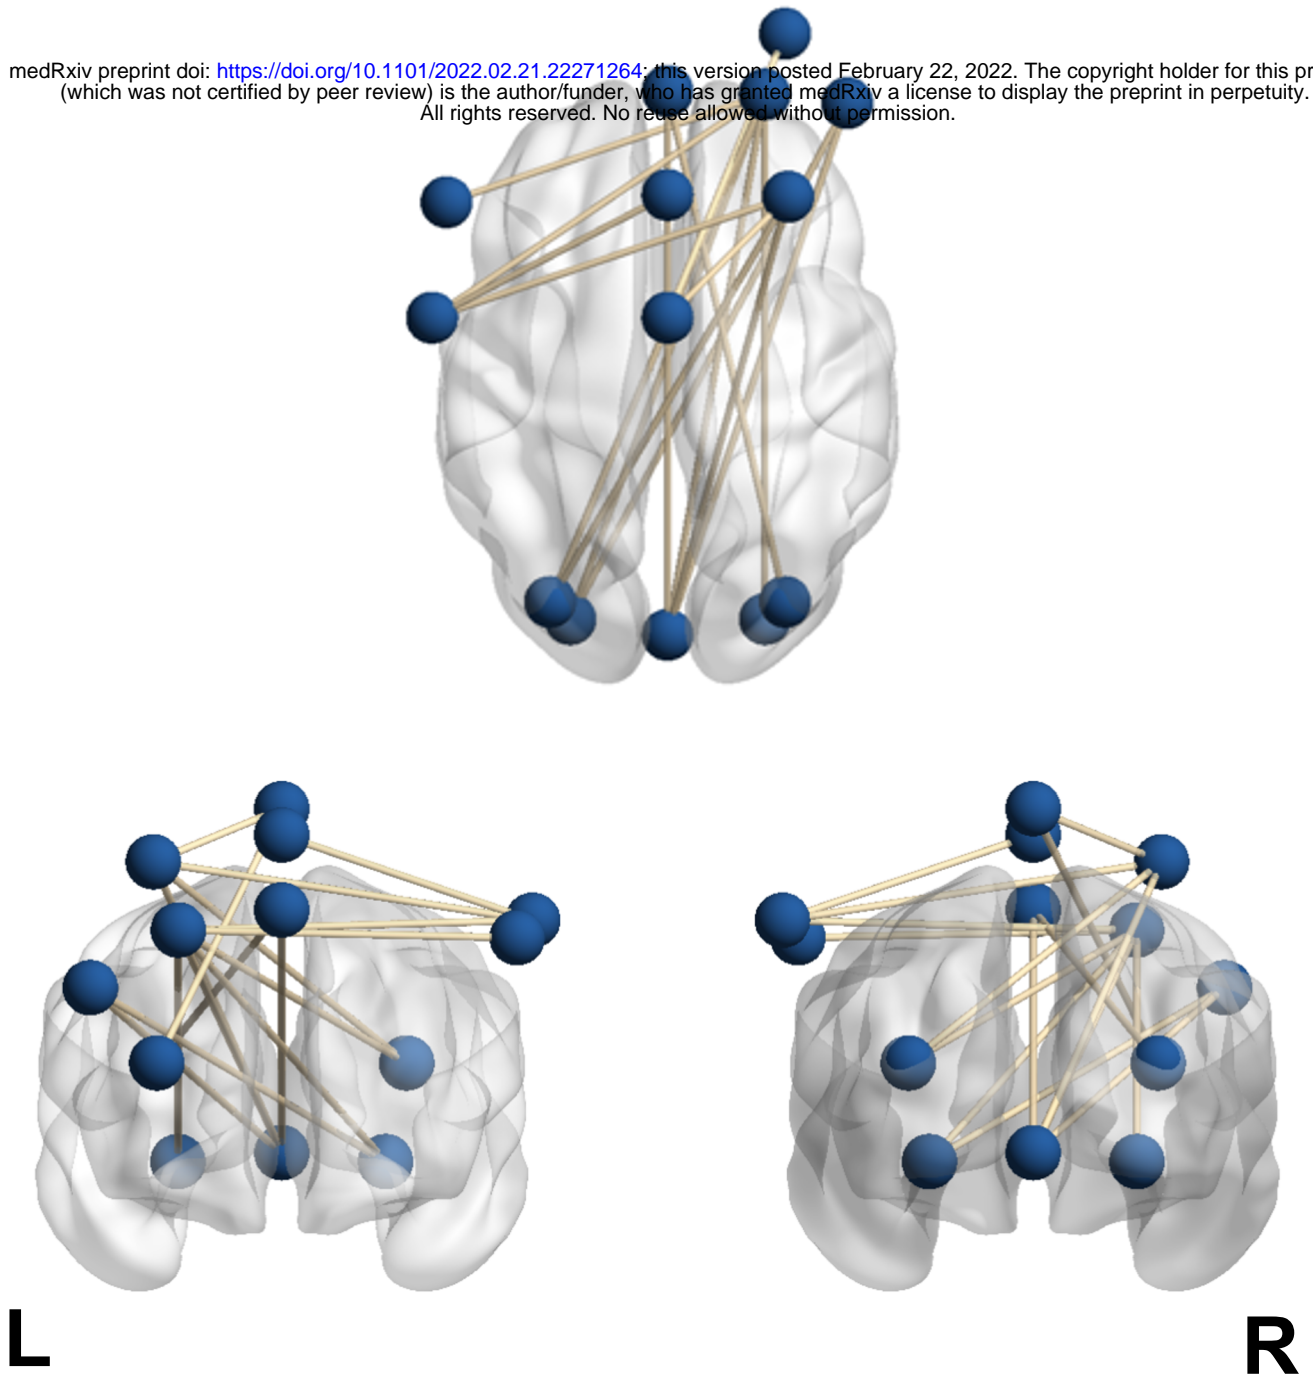 medRxiv preprint doi: https://doi.org/10.1101/2022.02.21.22271264; this version posted February 22, 2022. The copyright holder for this pr
(which was not certified by peer review) is the author/funder, who has granted medRxiv a license to display the preprint in perpetuity.
All rights reserved. No reuse allowed without permission.
L
R